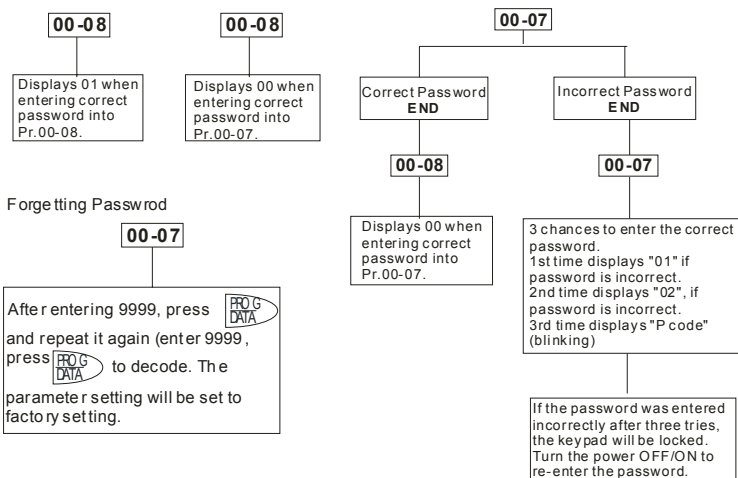 00-08
Displays 01 when
entering correct
password into
Pr.00-08.
00-08
Displays 00 when
entering correct
password into
Pr.00-07.
00-07
Correct Password
END
00-08
Displays 00 when
entering correct
password into
Pr.00-07.
Incorrect Password
END
00-07
3 chances to enter the correct
password.
1st time displays "01" if
password is incorrect.
2nd time displays "02", if
password is incorrect.
3rd time displays "P code"
(blinking)
If the password was entered
incorrectly after three tries,
the keypad will be locked.
Turn the power OFF/ON to
re-enter the password.
Forgetting Passwrod
00-07
After entering 9999, press PROG DATA
and repeat it again (enter 9999,
press PROG DATA to decode. The
parameter setting will be set to
factory setting.